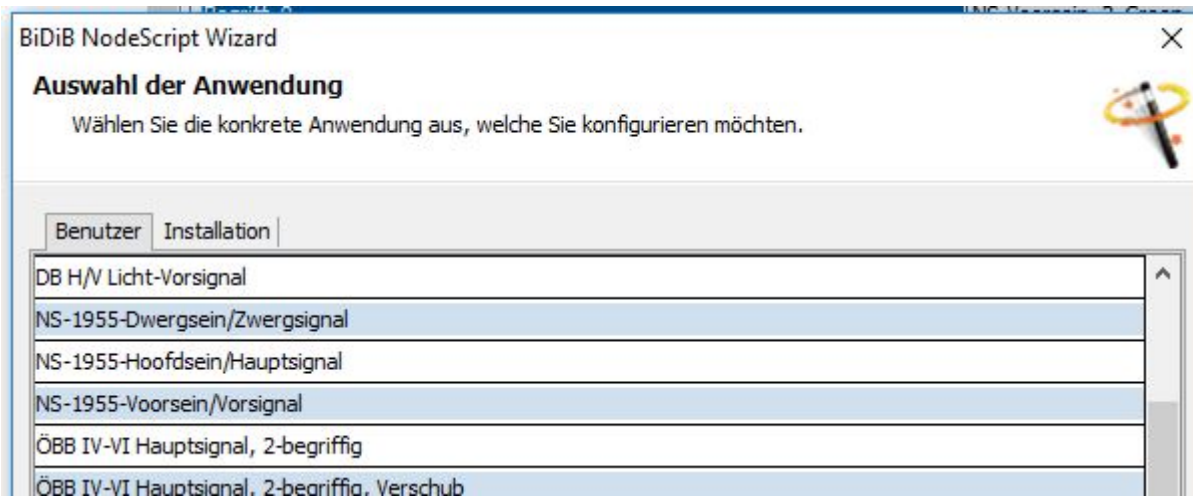 BiDiB NodeScript Wizard
Auswahl der Anwendung
Wählen Sie die konkrete Anwendung aus, welche Sie konfigurieren möchten.
Benutzer Installation
DB H/V Licht-Vorsignal
NS-1955-Dwergsein/Zwergsignal
NS-1955-Hoofdsein/Hauptsignal
NS-1955-Voorsein/Vorsignal
ÖBB IV-VI Hauptsignal, 2-begriffig
ÖBB IV-VI Hauptsignal, 2-begriffig, Verschub